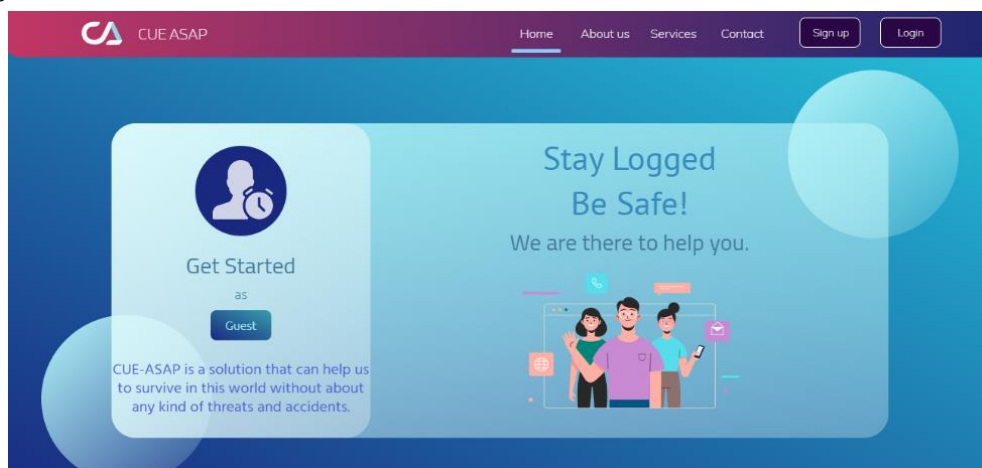 CUE ASAP
Home About us Services Contact Sign up Login
Stay Logged
Be Safe!
We are there to help you.
Get Started
as
Guest
CUE-ASAP is a solution that can help us
to survive in this world without about
any kind of threats and accidents.